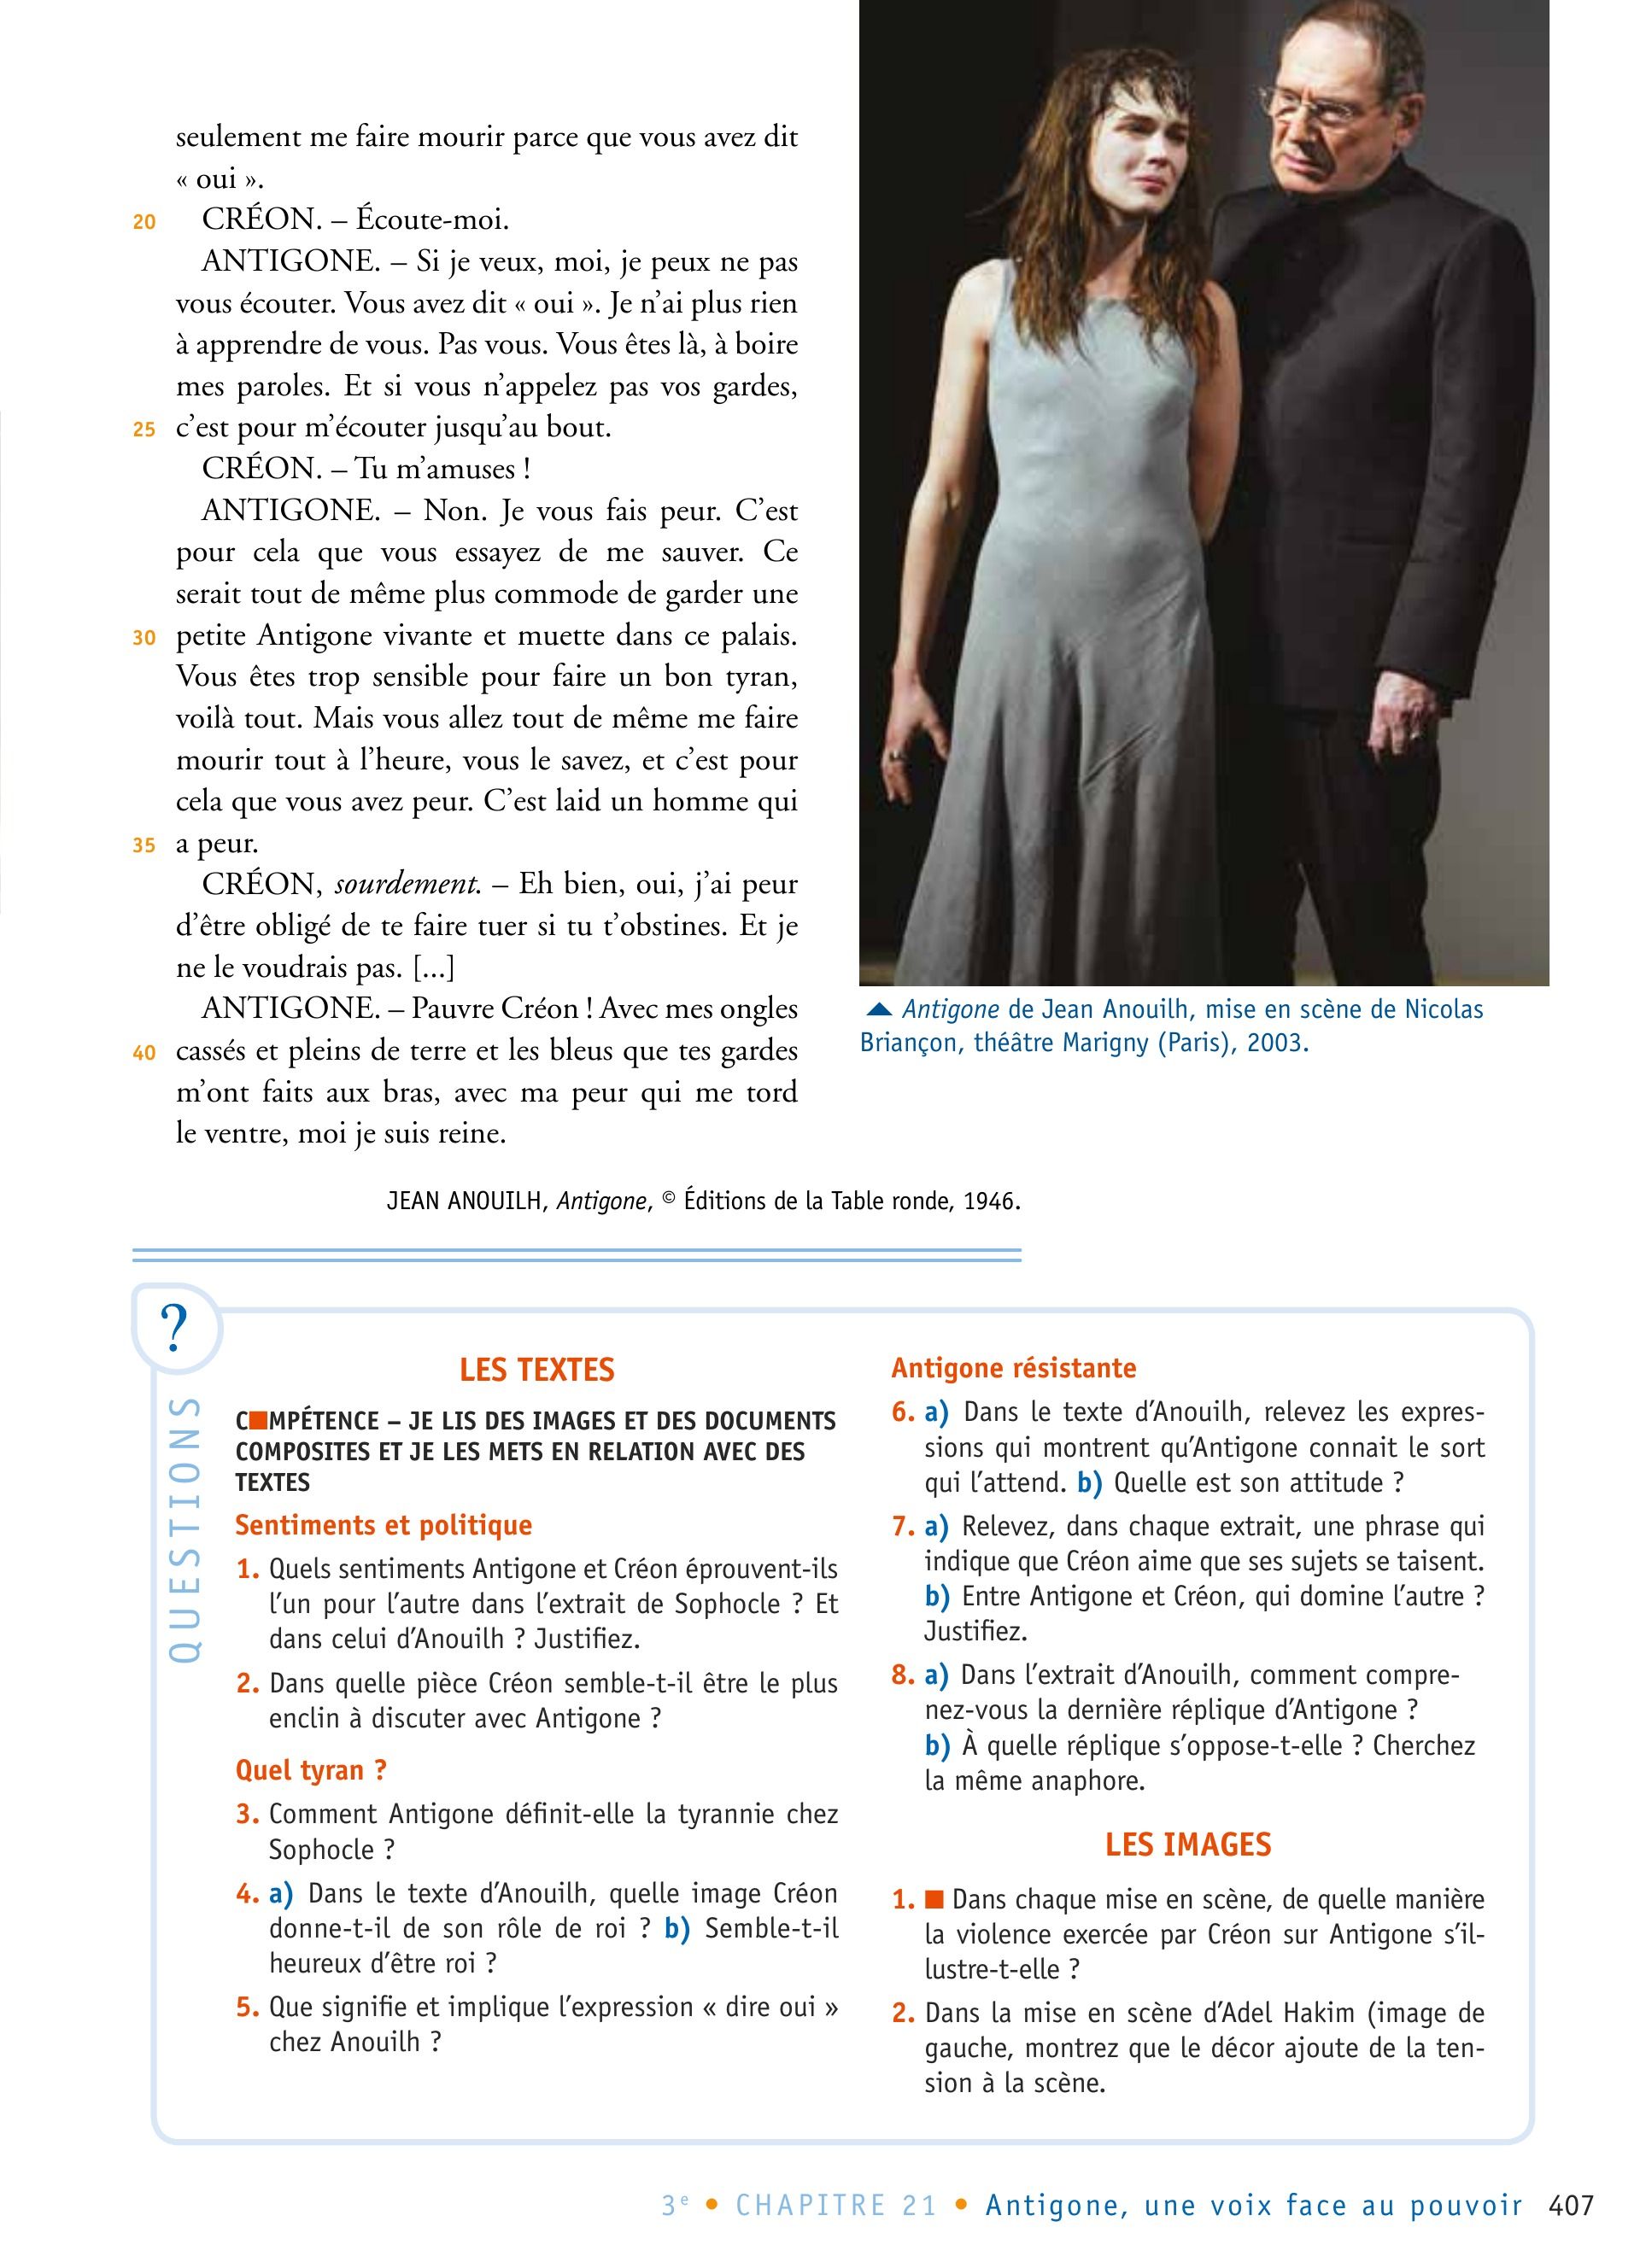 seulement me faire mourir parce que vous avez dit
« oui ».
20 CRÉON. – Écoute-moi.
ANTIGONE. – Si je veux, moi, je peux ne pas
vous écouter. Vous avez dit « oui ». Je n’ai plus rien
à apprendre de vous. Pas vous. Vous êtes là, à boire
mes paroles. Et si vous n’appelez pas vos gardes,
25 c’est pour m’écouter jusqu’au bout.
CRÉON. – Tu m’amuses !
ANTIGONE. – Non. Je vous fais peur. C’est
pour cela que vous essayez de me sauver. Ce
serait tout de même plus commode de garder une
30 petite Antigone vivante et muette dans ce palais.
Vous êtes trop sensible pour faire un bon tyran,
voilà tout. Mais vous allez tout de même me faire
mourir tout à l’heure, vous le savez, et c’est pour
cela que vous avez peur. C’est laid un homme qui
35 a peur.
CRÉON, sourdement. – Eh bien, oui, j’ai peur
d’être obligé de te faire tuer si tu t’obstines. Et je
ne le voudrais pas. [...]
ANTIGONE. – Pauvre Créon ! Avec mes ongles
40 cassés et pleins de terre et les bleus que tes gardes
m’ont faits aux bras, avec ma peur qui me tord
le ventre, moi je suis reine.
JEAN ANOUILH, Antigone, © Éditions de la Table ronde, 1946.
▲ Antigone de Jean Anouilh, mise en scène de Nicolas
Briançon, théâtre Marigny (Paris), 2003.
?
QUESTIONS
LES TEXTES
C■MPÉTENCE – JE LIS DES IMAGES ET DES DOCUMENTS
COMPOSITES ET JE LES METS EN RELATION AVEC DES
TEXTES
Sentiments et politique
1. Quels sentiments Antigone et Créon éprouvent-ils
l’un pour l’autre dans l’extrait de Sophocle ? Et
dans celui d’Anouilh ? Justifiez.
2. Dans quelle pièce Créon semble-t-il être le plus
enclin à discuter avec Antigone ?
Quel tyran ?
3. Comment Antigone définit-elle la tyrannie chez
Sophocle ?
4. a) Dans le texte d’Anouilh, quelle image Créon
donne-t-il de son rôle de roi ? b) Semble-t-il
heureux d’être roi ?
5. Que signifie et implique l’expression « dire oui »
chez Anouilh ?
Antigone résistante
6. a) Dans le texte d’Anouilh, relevez les expres-
sions qui montrent qu’Antigone connait le sort
qui l’attend. b) Quelle est son attitude ?
7. a) Relevez, dans chaque extrait, une phrase qui
indique que Créon aime que ses sujets se taisent.
b) Entre Antigone et Créon, qui domine l’autre ?
Justifiez.
8. a) Dans l’extrait d’Anouilh, comment compre-
nez-vous la dernière réplique d’Antigone ?
b) À quelle réplique s’oppose-t-elle ? Cherchez
la même anaphore.
LES IMAGES
1. ■ Dans chaque mise en scène, de quelle manière
la violence exercée par Créon sur Antigone s’il-
lustre-t-elle ?
2. Dans la mise en scène d’Adel Hakim (image de
gauche, montrez que le décor ajoute de la ten-
sion à la scène.
3e • CHAPITRE 21 • Antigone, une voix face au pouvoir 407